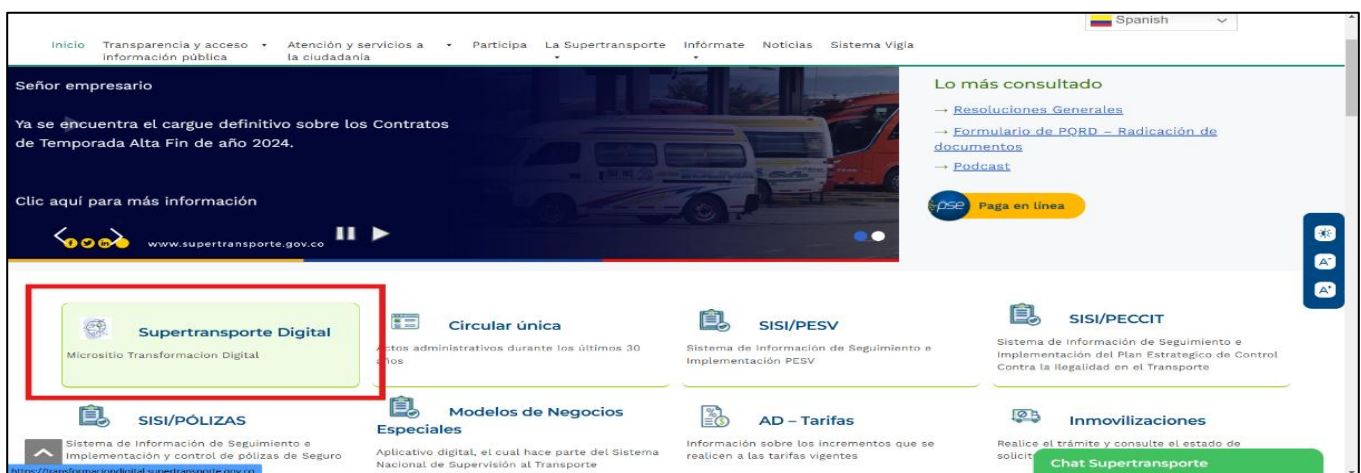 Spanish
Inicio
Transparencia y acceso
información pública
Atención y servicios a
la ciudadanía
Participa
La Supertransporte
Infórmate
Noticias
Sistema Vigia
Señor empresario
Ya se encuentra el cargue definitivo sobre los Contratos
de Temporada Alta Fin de año 2024.
Clic aquí para más información
www.supertransporte.gov.co
Lo más consultado
→ Resoluciones Generales
→ Formulario de PQRD – Radicación de
documentos
→ Podcast
pse
Paga en línea
A-
A+
Supertransporte Digital
Micrositio Transformacion Digital
Circular única
Actos administrativos durante los últimos 30
años
SISI/PESV
Sistema de Información de Seguimiento e
Implementación PESV
SISI/PECCIT
Sistema de Información de Seguimiento e
Implementación del Plan Estrategico de Control
Contra la Ilegalidad en el Transporte
SISI/PÓLIZAS
Sistema de Información de Seguimiento e
Implementación y control de pólizas de Seguro
Modelos de Negocios
Especiales
Aplicativo digital, el cual hace parte del Sistema
Nacional de Supervisión al Transporte
AD – Tarifas
Información sobre los incrementos que se
realicen a las tarifas vigentes
Inmovilizaciones
Realice el trámite y consulte el estado de
Chat Supertransporte
https://transformaciondigital.supertransporte.gov.co